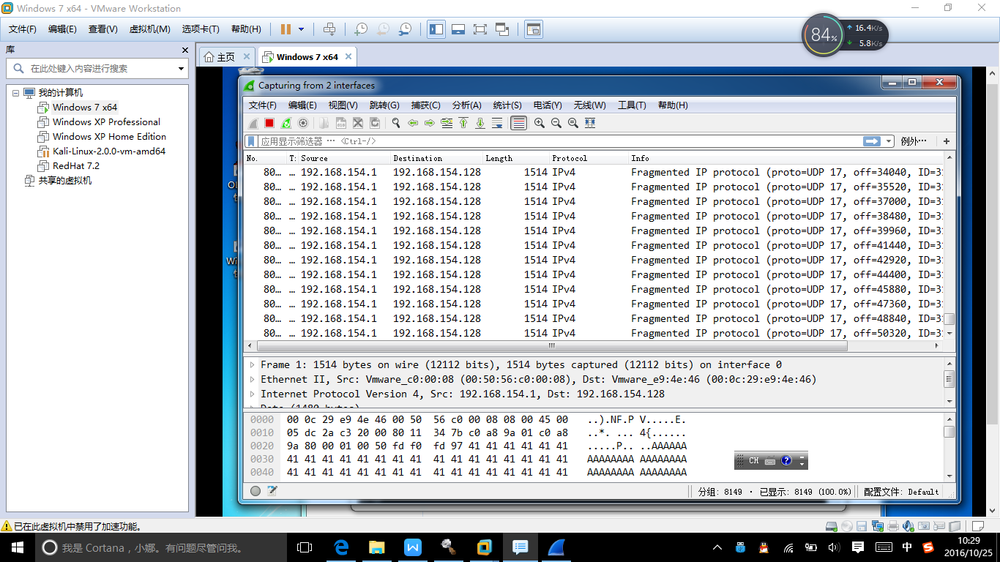 Windows 7 x64 - VMware Workstation
文件(F) 编辑(E) 查看(V) 虚拟机(M) 选项卡(T) 帮助(H)
84% 16.4K/s
5.8K/s
库
在此处键入内容进行搜索
我的计算机
Windows 7 x64
Windows XP Professional
Windows XP Home Edition
Kali-Linux-2.0.0-vm-amd64
RedHat 7.2
共享的虚拟机
主页 Windows 7 x64
Capturing from 2 interfaces
文件(F) 编辑(E) 视图(V) 跳转(G) 捕获(C) 分析(A) 统计(S) 电话(Y) 无线(W) 工具(T) 帮助(H)
应用显示过滤器 … <Ctrl-/> 例外… +
No. T: Source Destination Length Protocol Info
80… … 192.168.154.1 192.168.154.128 1514 IPv4 Fragmented IP protocol (proto=UDP 17, off=34040, ID=3
80… … 192.168.154.1 192.168.154.128 1514 IPv4 Fragmented IP protocol (proto=UDP 17, off=35520, ID=3
80… … 192.168.154.1 192.168.154.128 1514 IPv4 Fragmented IP protocol (proto=UDP 17, off=37000, ID=3
80… … 192.168.154.1 192.168.154.128 1514 IPv4 Fragmented IP protocol (proto=UDP 17, off=38480, ID=3
80… … 192.168.154.1 192.168.154.128 1514 IPv4 Fragmented IP protocol (proto=UDP 17, off=39960, ID=3
80… … 192.168.154.1 192.168.154.128 1514 IPv4 Fragmented IP protocol (proto=UDP 17, off=41440, ID=3
80… … 192.168.154.1 192.168.154.128 1514 IPv4 Fragmented IP protocol (proto=UDP 17, off=42920, ID=3
80… … 192.168.154.1 192.168.154.128 1514 IPv4 Fragmented IP protocol (proto=UDP 17, off=44400, ID=3
80… … 192.168.154.1 192.168.154.128 1514 IPv4 Fragmented IP protocol (proto=UDP 17, off=45880, ID=3
80… … 192.168.154.1 192.168.154.128 1514 IPv4 Fragmented IP protocol (proto=UDP 17, off=47360, ID=3
80… … 192.168.154.1 192.168.154.128 1514 IPv4 Fragmented IP protocol (proto=UDP 17, off=48840, ID=3
80… … 192.168.154.1 192.168.154.128 1514 IPv4 Fragmented IP protocol (proto=UDP 17, off=50320, ID=3
Frame 1: 1514 bytes on wire (12112 bits), 1514 bytes captured (12112 bits) on interface 0
Ethernet II, Src: Vmware_c0:00:08 (00:50:56:c0:00:08), Dst: Vmware_e9:4e:46 (00:0c:29:e9:4e:46)
Internet Protocol Version 4, Src: 192.168.154.1, Dst: 192.168.154.128
Data (1480 bytes)
0000 00 0c 29 e9 4e 46 00 50 56 c0 00 08 08 00 45 00 ..).NF.P V.....E.
0010 05 dc 2a c3 20 00 80 11 34 7b c0 a8 9a 01 c0 a8 ..*. ... 4{......
0020 9a 80 00 01 00 50 fd f0 fd 97 41 41 41 41 41 41 .....P.. ..AAAAAA
0030 41 41 41 41 41 41 41 41 41 41 41 41 41 41 41 41 AAAAAAAA AAAAAAAA
0040 41 41 41 41 41 41 41 41 41 41 41 41 41 41 41 41 AAAAAAAA AAAAAAAA
CH
分组: 8149 · 已显示: 8149 (100.0%) 配置文件: Default
已在此虚拟机中禁用了加速功能。
我是 Cortana，小娜。有问题尽管问我。
中
10:29
2016/10/25